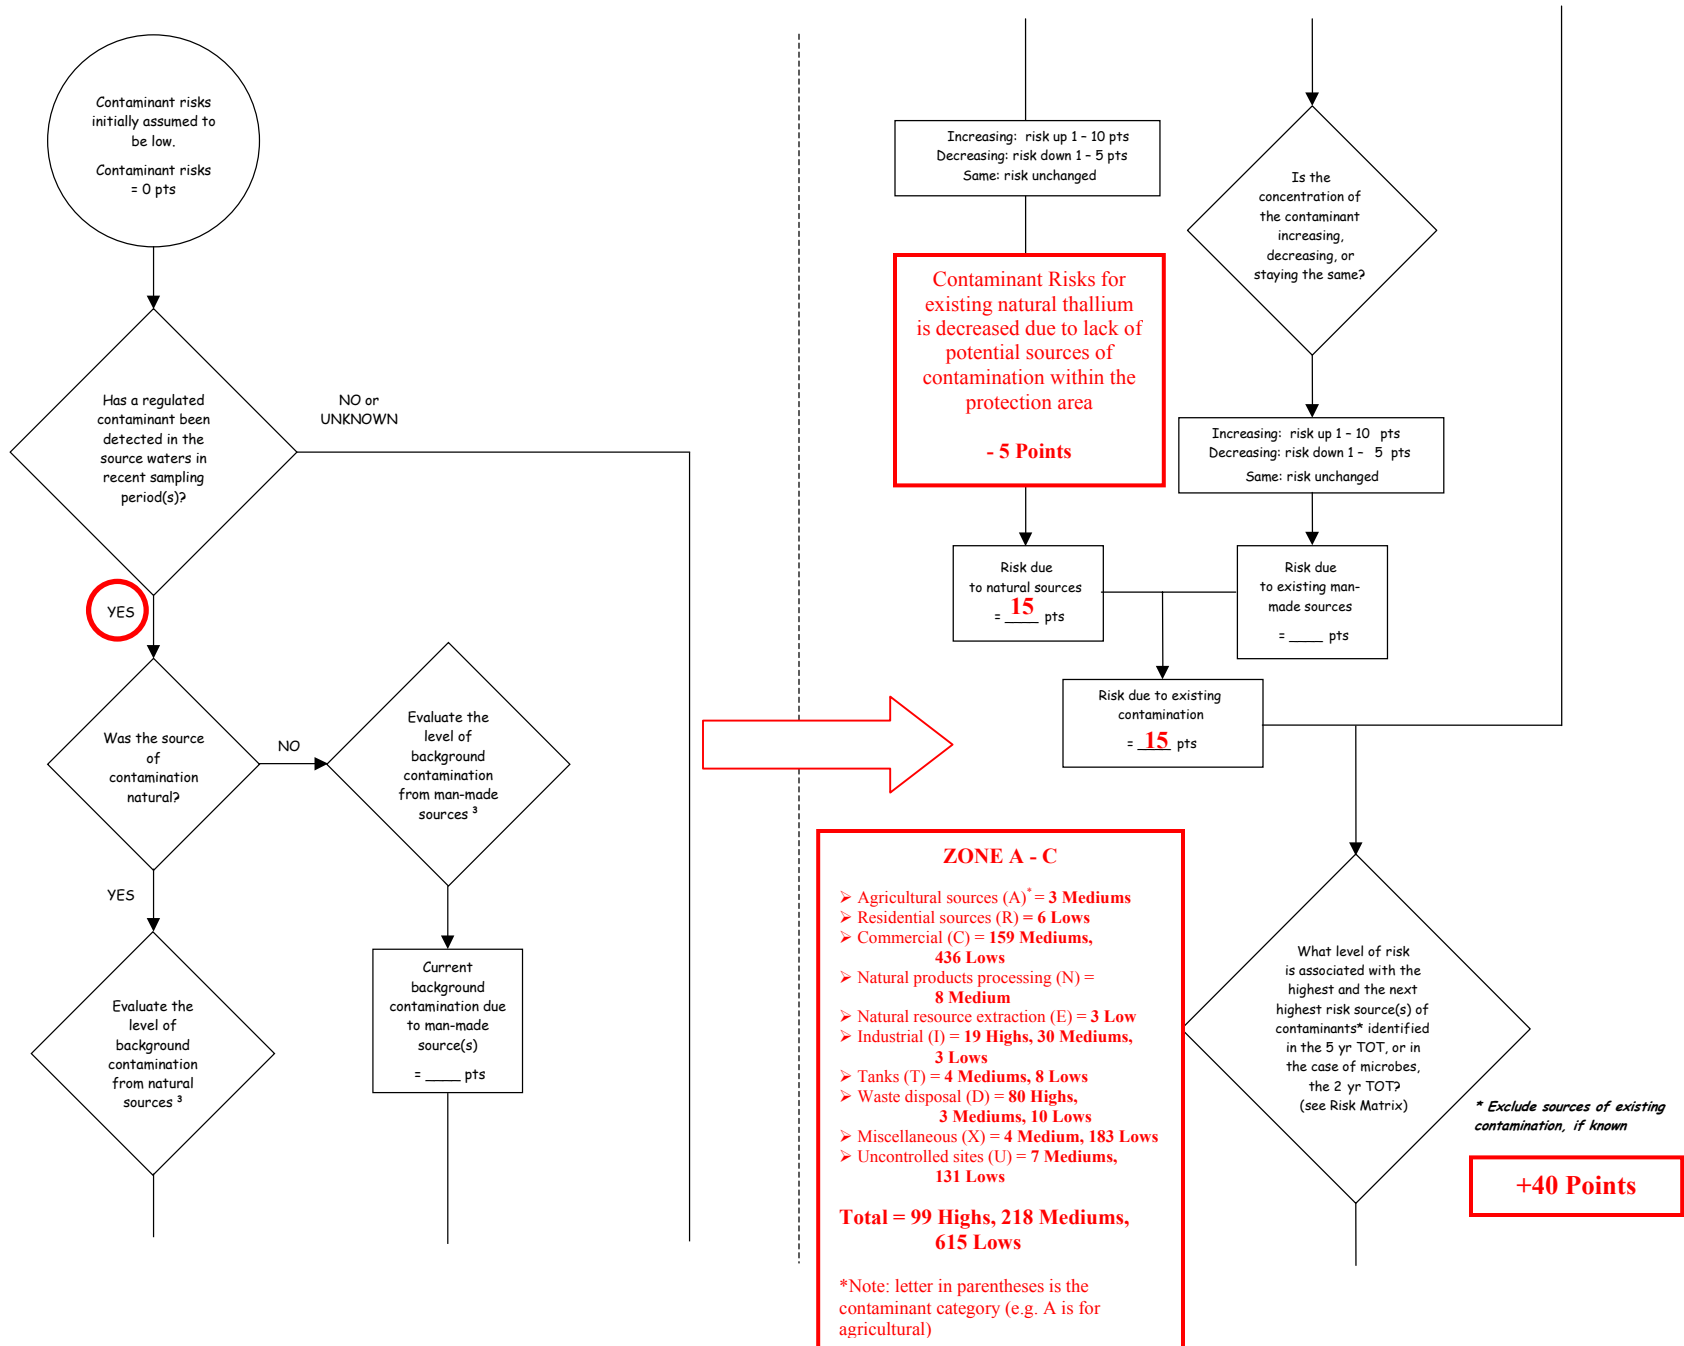 Contaminant risks
initially assumed to
be low.
Contaminant risks
= 0 pts
Has a regulated
contaminant been
detected in the
source waters in
recent sampling
period(s)?
NO or
UNKNOWN
YES
Was the source
of
contamination
natural?
NO
Evaluate the
level of
background
contamination
from man-made
sources ³
YES
Evaluate the
level of
background
contamination
from natural
sources ³
Current
background
contamination due
to man-made
source(s)
= ____ pts
Increasing: risk up 1 – 10 pts
Decreasing: risk down 1 – 5 pts
Same: risk unchanged
Contaminant Risks for
existing natural thallium
is decreased due to lack of
potential sources of
contamination within the
protection area
- 5 Points
Is the
concentration of
the contaminant
increasing,
decreasing, or
staying the same?
Increasing: risk up 1 – 10 pts
Decreasing: risk down 1 – 5 pts
Same: risk unchanged
Risk due
to natural sources
= 15 pts
Risk due
to existing man-
made sources
= ____ pts
Risk due to existing
contamination
= 15 pts
ZONE A - C
➢ Agricultural sources (A)* = 3 Mediums
➢ Residential sources (R) = 6 Lows
➢ Commercial (C) = 159 Mediums,
436 Lows
➢ Natural products processing (N) =
8 Medium
➢ Natural resource extraction (E) = 3 Low
➢ Industrial (I) = 19 Highs, 30 Mediums,
3 Lows
➢ Tanks (T) = 4 Mediums, 8 Lows
➢ Waste disposal (D) = 80 Highs,
3 Mediums, 10 Lows
➢ Miscellaneous (X) = 4 Medium, 183 Lows
➢ Uncontrolled sites (U) = 7 Mediums,
131 Lows
Total = 99 Highs, 218 Mediums,
615 Lows
*Note: letter in parentheses is the
contaminant category (e.g. A is for
agricultural)
What level of risk
is associated with the
highest and the next
highest risk source(s) of
contaminants* identified
in the 5 yr TOT, or in
the case of microbes,
the 2 yr TOT?
(see Risk Matrix)
* Exclude sources of existing
contamination, if known
+40 Points